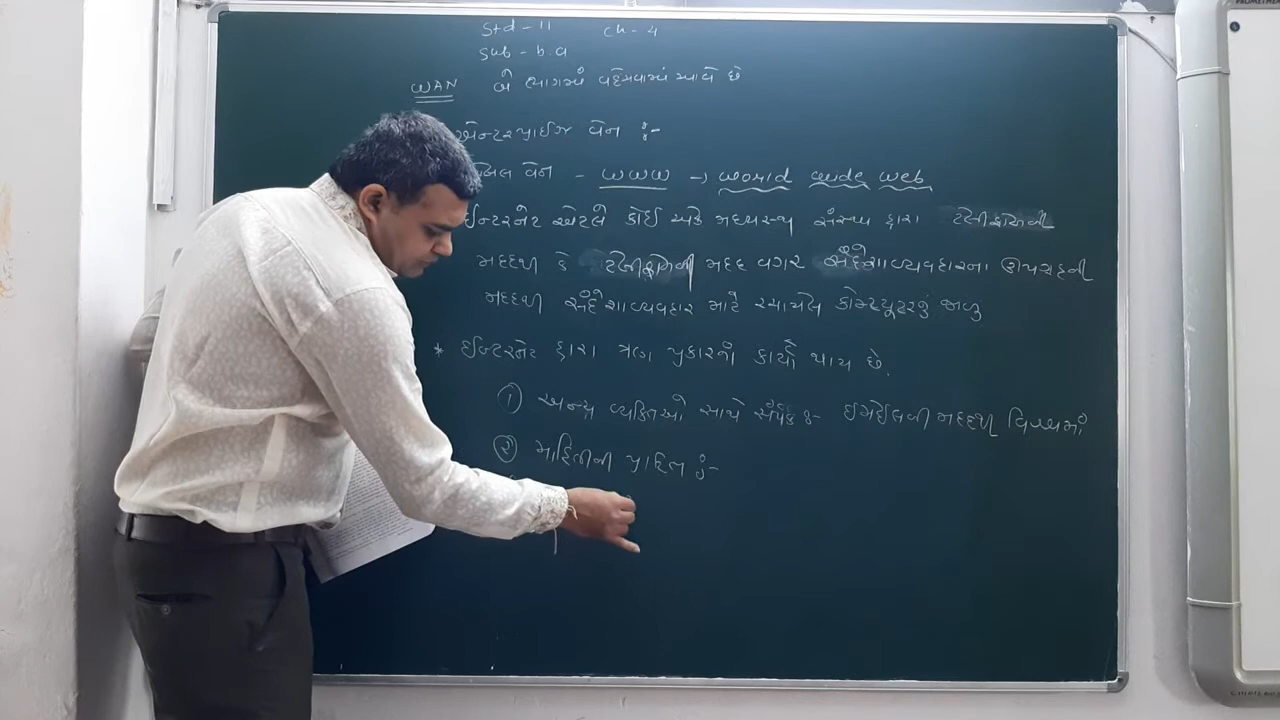 Std - 11 Ch - 4
Sub - b.a
WAN બે ભાગમાં વહેંચવામાં આવે છે
એન્ટરપ્રાઈઝ વેન :-
વેન - WWW → World wide web
ઈન્ટરનેટ એટલે કોઈ એક મધ્યસ્થ સંસ્થા દ્વારા ટેલીફોનની
મદદથી કે ટેલીફોનની મદદ વગર સંદેશાવ્યવહારના ઉપગ્રહની
મદદથી સંદેશાવ્યવહાર માટે રચાયેલ કોમ્પ્યૂટરનું જાળુ
* ઈન્ટરનેટ દ્વારા ત્રણ પ્રકારનાં કાર્યો થાય છે.
① અન્ય વ્યકિતઓ સાથે સંપર્ક :- ઈમેઈલની મદદથી વિશ્વમાં
② માહિતીની પ્રાપ્તિ :-